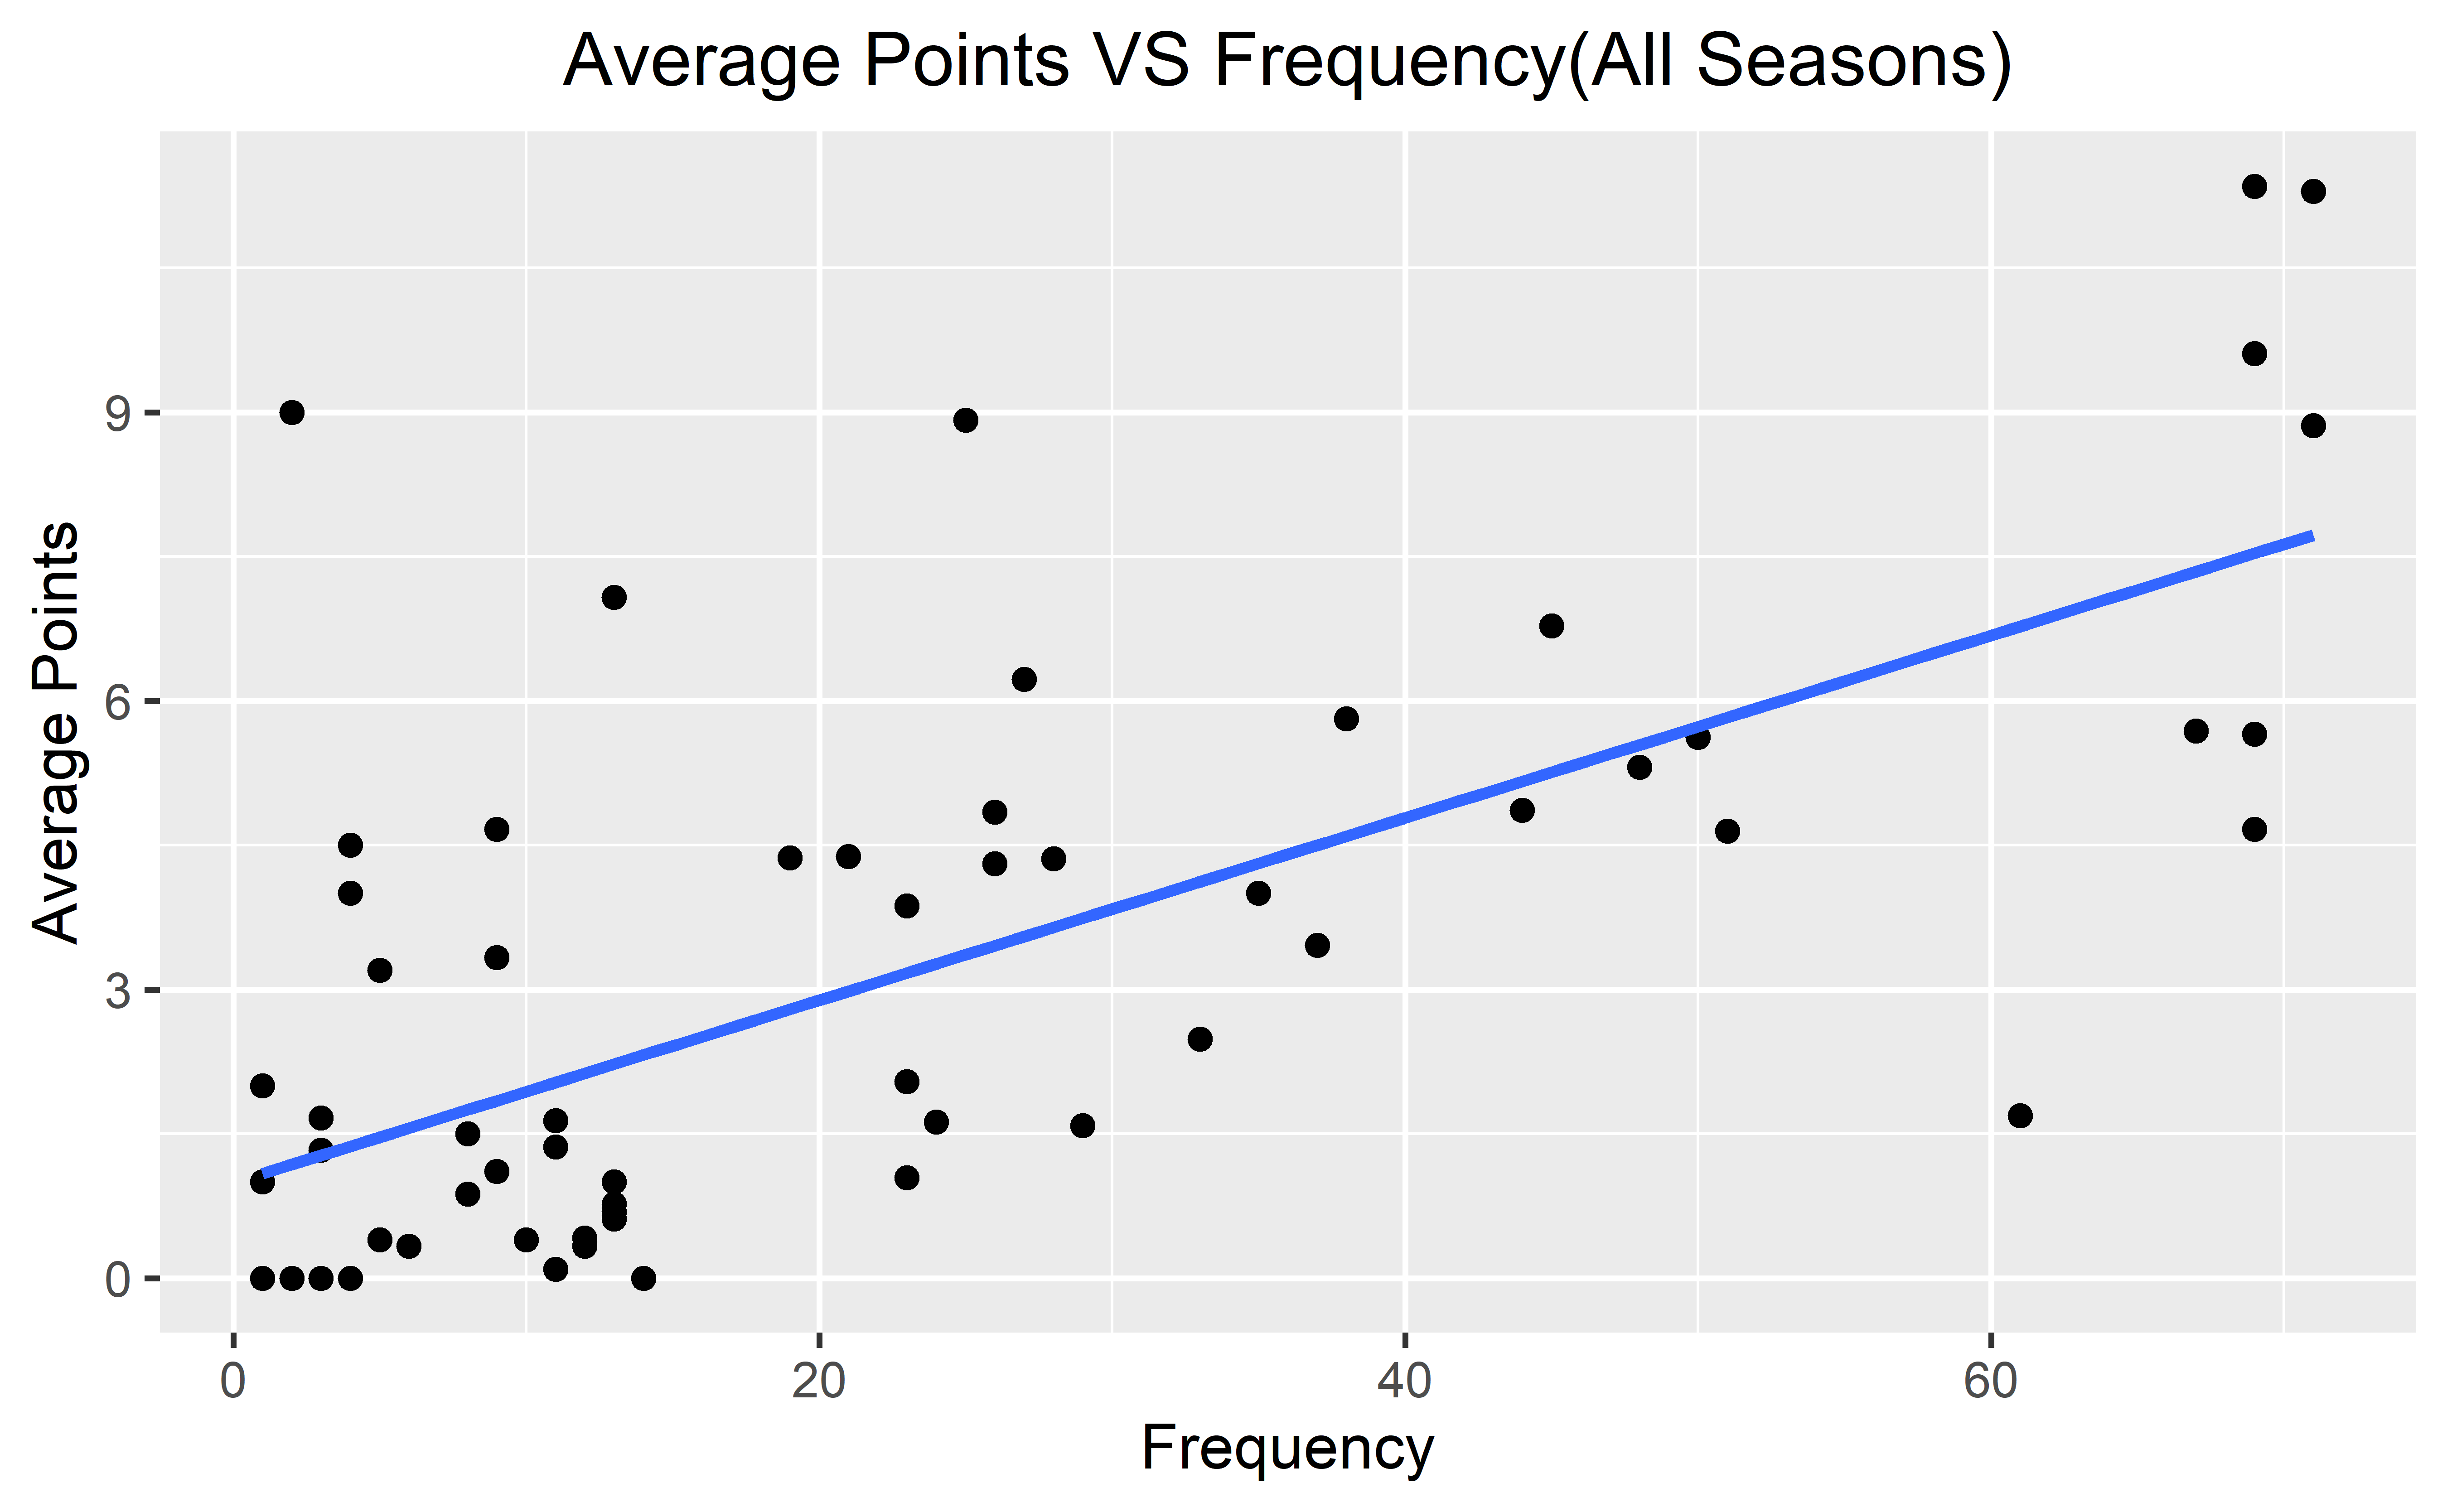 Average Points VS Frequency(All Seasons)
Average Points
9
6
3
0
0 20 40 60
Frequency